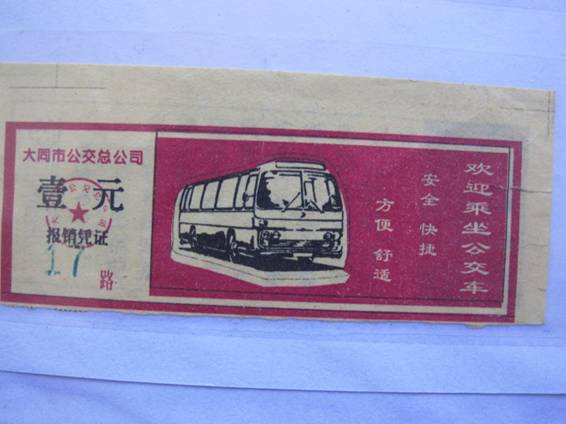 大同市公交总公司
壹元
报销凭证
17路
欢迎乘坐公交车
安全 快捷
方便 舒适